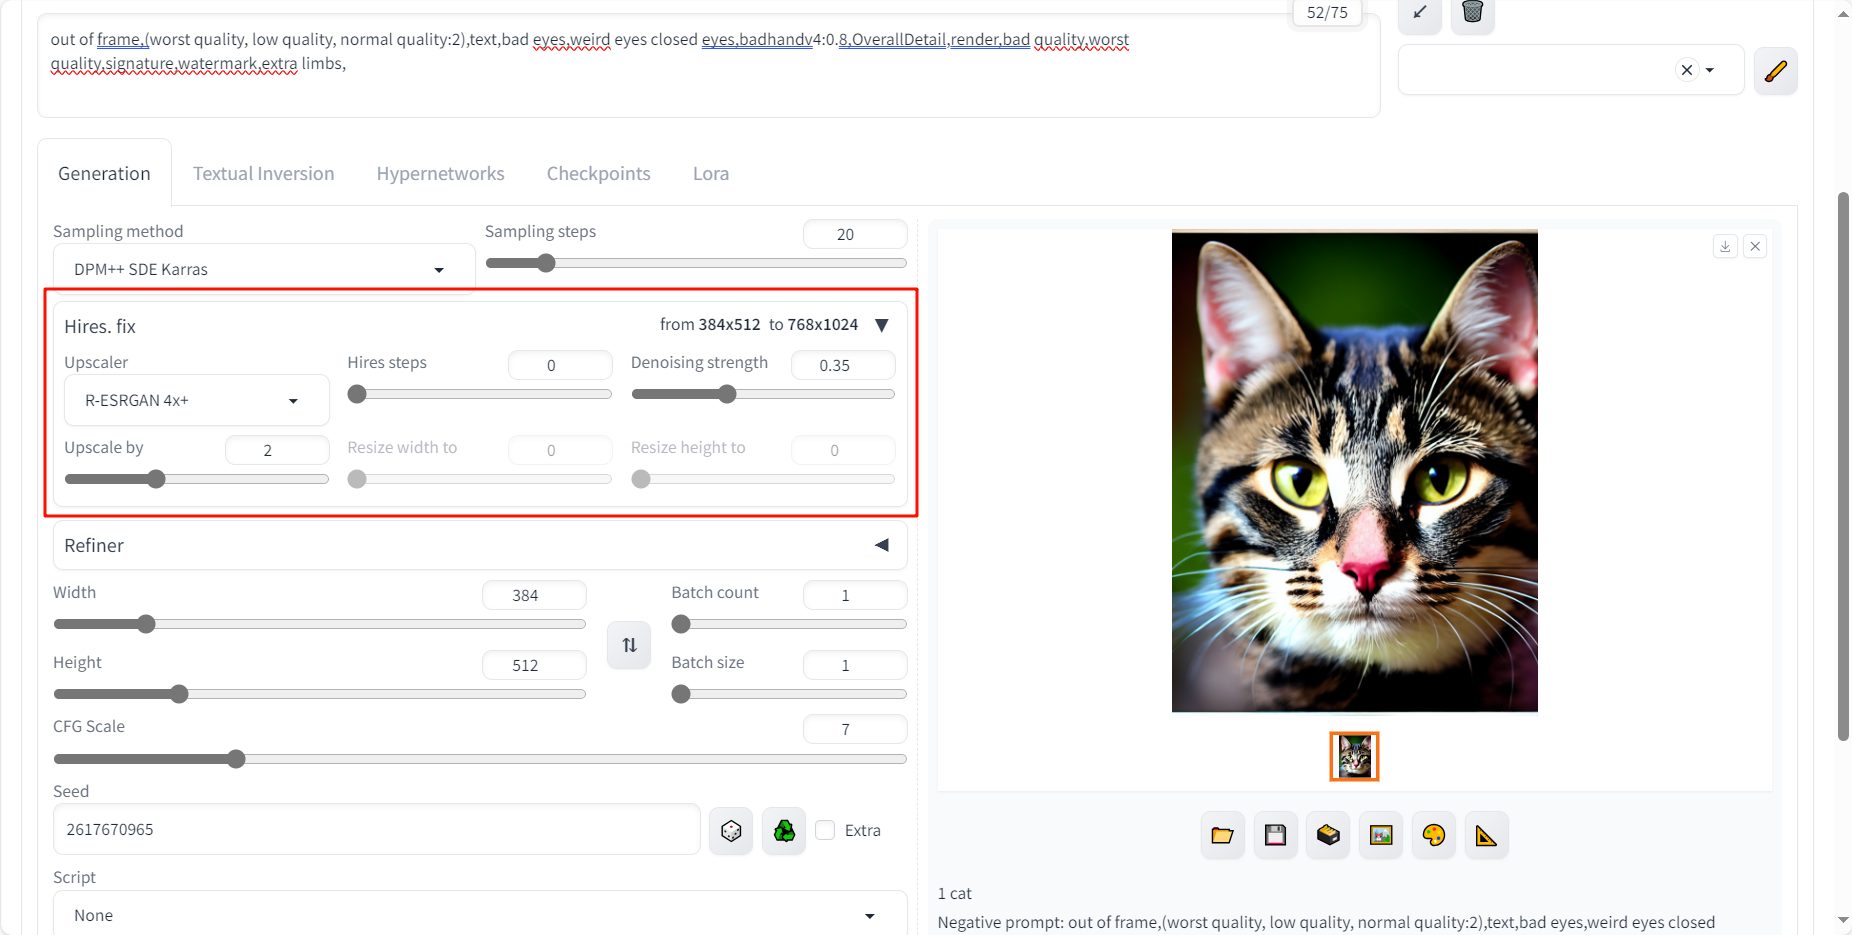 52/75
out of frame,(worst quality, low quality, normal quality:2),text,bad eyes,weird eyes closed eyes,badhandv4:0.8,OverallDetail,render,bad quality,worst
quality,signature,watermark,extra limbs,
Generation Textual Inversion Hypernetworks Checkpoints Lora
Sampling method Sampling steps 20
DPM++ SDE Karras
Hires. fix from 384x512 to 768x1024
Upscaler Hires steps 0 Denoising strength 0.35
R-ESRGAN 4x+
Upscale by 2 Resize width to 0 Resize height to 0
Refiner
Width 384 Batch count 1
Height 512 Batch size 1
CFG Scale 7
Seed
2617670965 Extra
Script
None
1 cat
Negative prompt: out of frame,(worst quality, low quality, normal quality:2),text,bad eyes,weird eyes closed